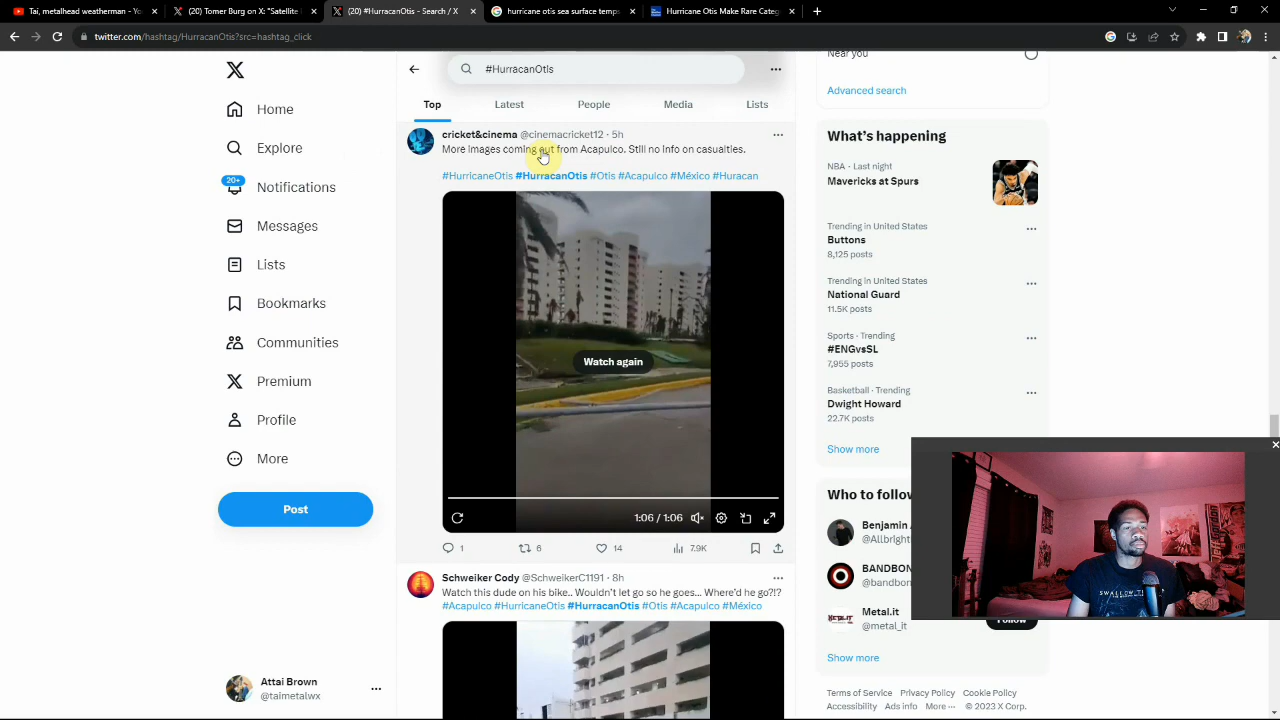 Tai, metalhead weatherman - Yo
(20) Tomer Burg on X: "Satellite
(20) #HurracanOtis - Search / X
hurricane otis sea surface temp
Hurricane Otis Make Rare Categ
twitter.com/hashtag/HurracanOtis?src=hashtag_click
#HurracanOtis
Top
Latest
People
Media
Lists
Home
Explore
20+
Notifications
Messages
Lists
Bookmarks
Communities
Premium
Profile
More
Post
Attai Brown
@taimetalwx
cricket&cinema @cinemacricket12 · 5h
More images coming out from Acapulco. Still no info on casualties.
#HurricaneOtis #HurracanOtis #Otis #Acapulco #México #Huracan
Watch again
1:06 / 1:06
1
6
14
7.9K
Schweiker Cody @SchweikerC1191 · 8h
Watch this dude on his bike.. Wouldn't let go so he goes... Where'd he go?!?
#Acapulco #HurricaneOtis #HurracanOtis #Otis #Acapulco #México
Near you
Advanced search
What's happening
NBA · Last night
Mavericks at Spurs
Trending in United States
Buttons
8,125 posts
Trending in United States
National Guard
11.5K posts
Sports · Trending
#ENGvsSL
7,955 posts
Basketball · Trending
Dwight Howard
22.7K posts
Show more
Who to follow
Benjamin
@Allbright
BANDBON
@bandbon
Metal.it
@metal_it
Follow
Show more
Terms of Service Privacy Policy Cookie Policy
Accessibility Ads info More ··· © 2023 X Corp.